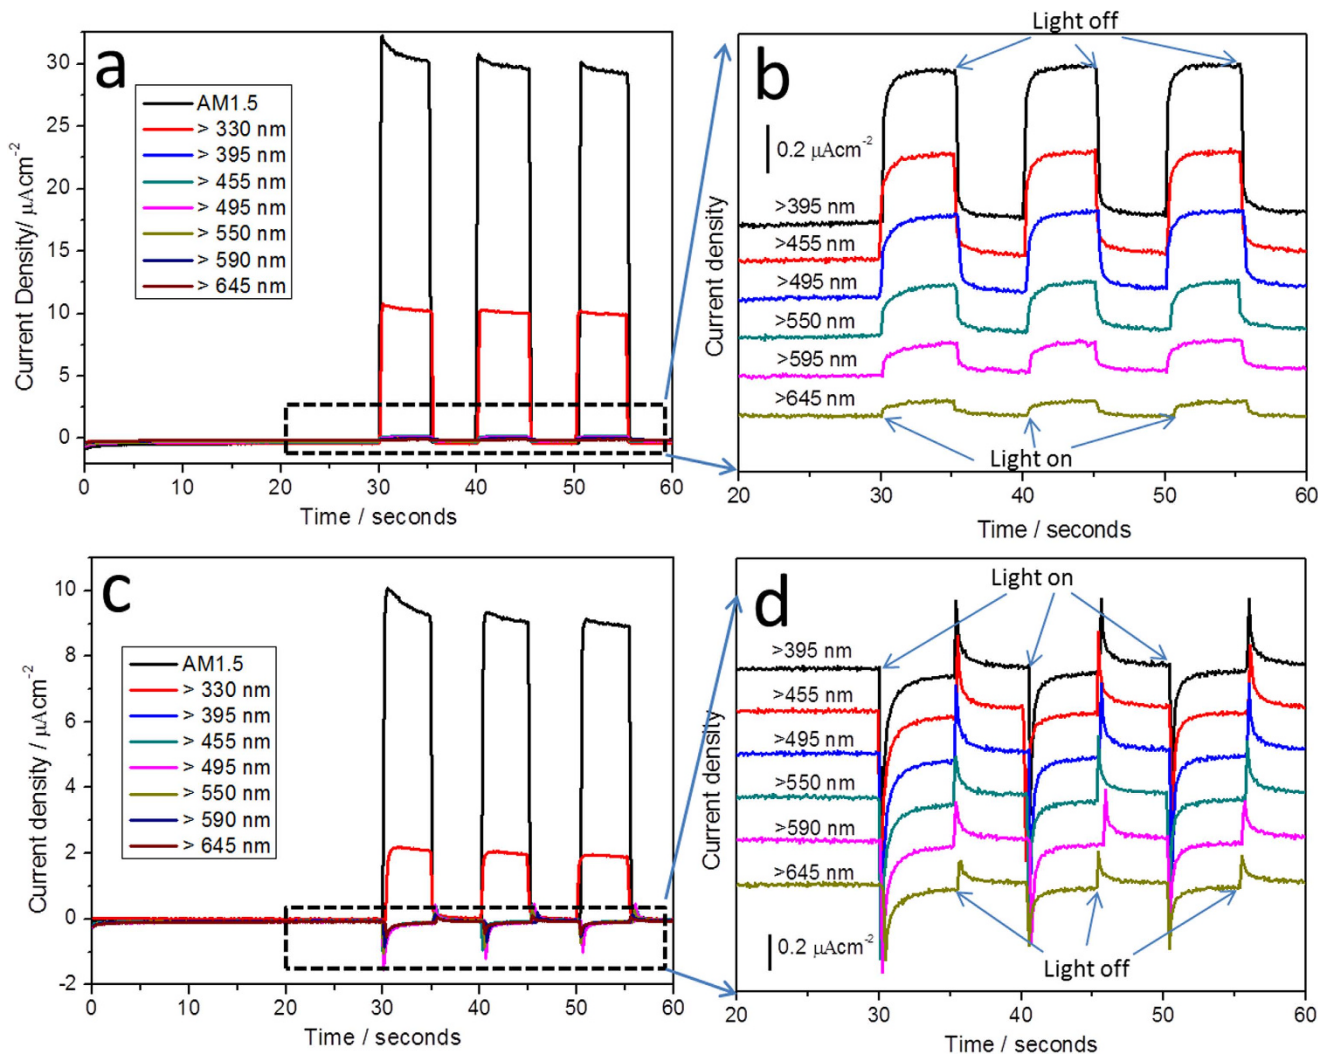 a
Current Density/ μAcm-2
30
25
20
15
10
5
0
AM1.5
> 330 nm
> 395 nm
> 455 nm
> 495 nm
> 550 nm
> 590 nm
> 645 nm
0 10 20 30 40 50 60
Time / seconds
b
Light off
0.2 μAcm-2
Current density
>395 nm
>455 nm
>495 nm
>550 nm
>595 nm
>645 nm
Light on
20 30 40 50 60
Time / seconds
c
Current density / μAcm-2
10
8
6
4
2
0
-2
AM1.5
> 330 nm
> 395 nm
> 455 nm
> 495 nm
> 550 nm
> 590 nm
> 645 nm
0 10 20 30 40 50 60
Time / seconds
d
Light on
Current density
>395 nm
>455 nm
>495 nm
>550 nm
>590 nm
>645 nm
0.2 μAcm-2
Light off
20 30 40 50 60
Time / seconds